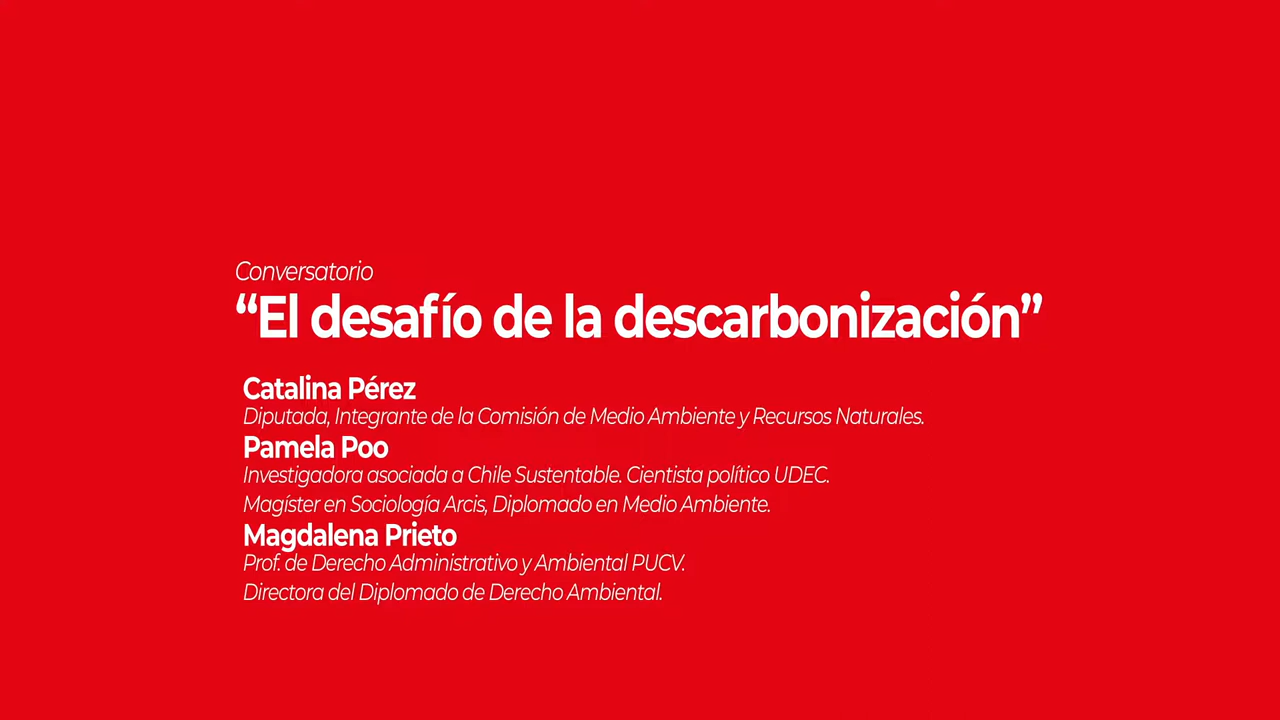 Conversatorio
“El desafío de la descarbonización”
Catalina Pérez
Diputada, Integrante de la Comisión de Medio Ambiente y Recursos Naturales.
Pamela Poo
Investigadora asociada a Chile Sustentable. Cientista político UDEC.
Magíster en Sociología Arcis, Diplomado en Medio Ambiente.
Magdalena Prieto
Prof. de Derecho Administrativo y Ambiental PUCV.
Directora del Diplomado de Derecho Ambiental.